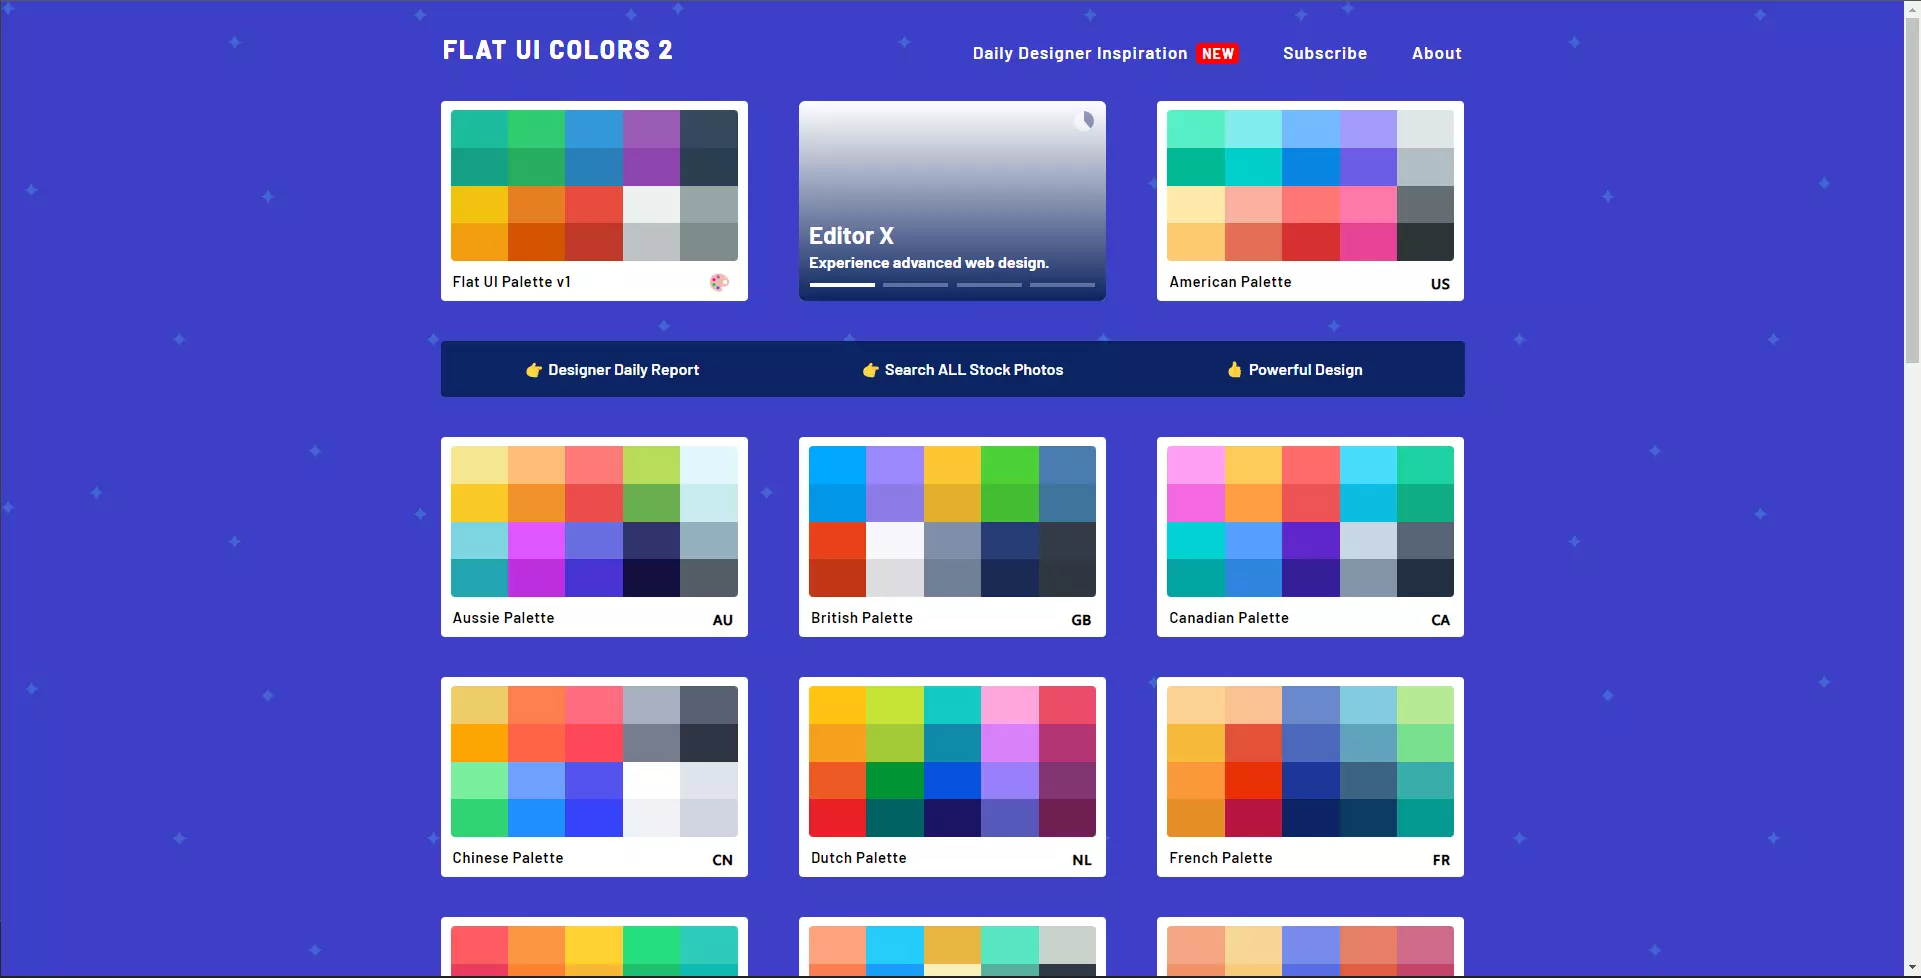 FLAT UI COLORS 2
Daily Designer Inspiration NEW
Subscribe
About
Flat UI Palette v1
Editor X
Experience advanced web design.
American Palette US
👉 Designer Daily Report
👉 Search ALL Stock Photos
👍 Powerful Design
Aussie Palette AU
British Palette GB
Canadian Palette CA
Chinese Palette CN
Dutch Palette NL
French Palette FR